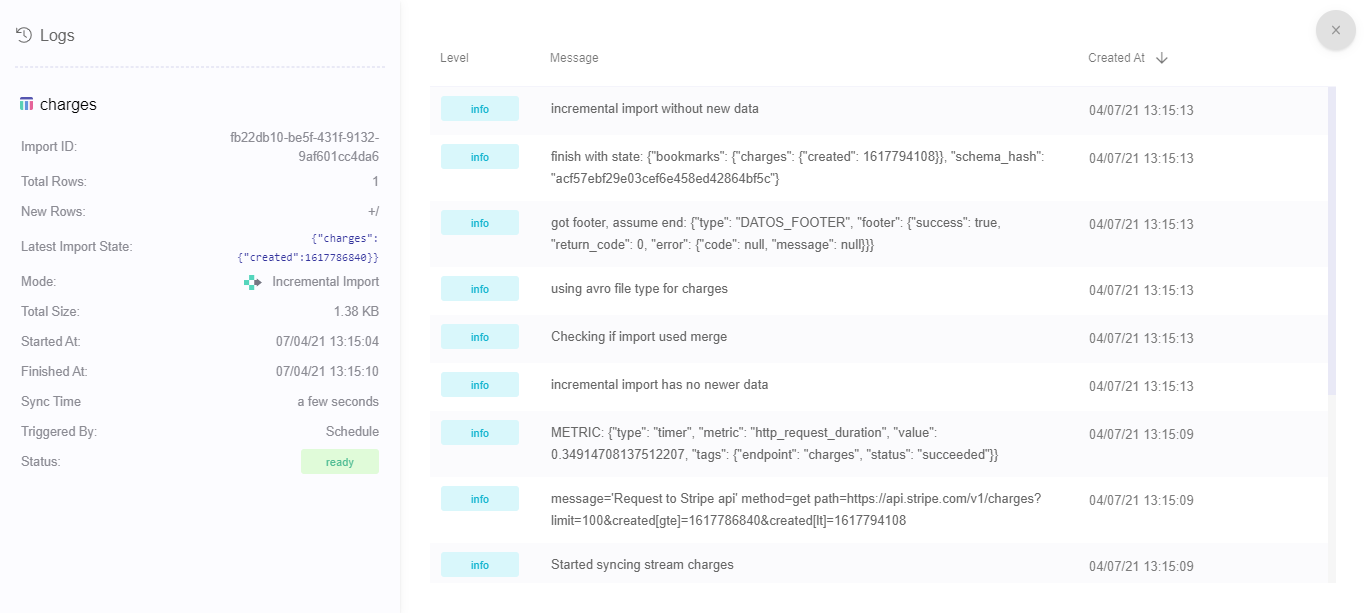 Logs
charges
Import ID:
fb22db10-be5f-431f-9132-
9af601cc4da6
Total Rows:
1
New Rows:
+/
Latest Import State:
{"charges":
{"created":1617786840}}
Mode:
Incremental Import
Total Size:
1.38 KB
Started At:
07/04/21 13:15:04
Finished At:
07/04/21 13:15:10
Sync Time
a few seconds
Triggered By:
Schedule
Status:
ready
Level
Message
Created At
info
incremental import without new data
04/07/21 13:15:13
info
finish with state: {"bookmarks": {"charges": {"created": 1617794108}}, "schema_hash":
"acf57ebf29e03cef6e458ed42864bf5c"}
04/07/21 13:15:13
info
got footer, assume end: {"type": "DATOS_FOOTER", "footer": {"success": true,
"return_code": 0, "error": {"code": null, "message": null}}}
04/07/21 13:15:13
info
using avro file type for charges
04/07/21 13:15:13
info
Checking if import used merge
04/07/21 13:15:13
info
incremental import has no newer data
04/07/21 13:15:13
info
METRIC: {"type": "timer", "metric": "http_request_duration", "value":
0.34914708137512207, "tags": {"endpoint": "charges", "status": "succeeded"}}
04/07/21 13:15:09
info
message='Request to Stripe api' method=get path=https://api.stripe.com/v1/charges?
limit=100&created[gte]=1617786840&created[lt]=1617794108
04/07/21 13:15:09
info
Started syncing stream charges
04/07/21 13:15:09